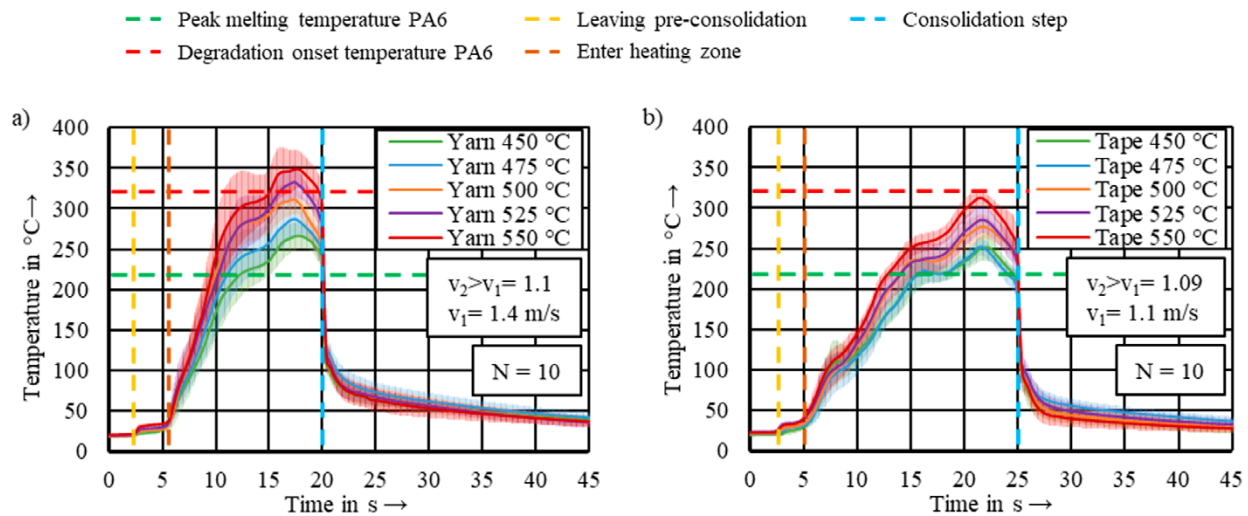 Peak melting temperature PA6
Leaving pre-consolidation
Consolidation step
Degradation onset temperature PA6
Enter heating zone
a)
400
350
300
250
200
150
100
50
0
Temperature in °C→
0 5 10 15 20 25 30 35 40 45
Time in s →
Yarn 450 °C
Yarn 475 °C
Yarn 500 °C
Yarn 525 °C
Yarn 550 °C
v₂>v₁= 1.1
v₁= 1.4 m/s
N = 10
b)
400
350
300
250
200
150
100
50
0
Temperature in °C→
0 5 10 15 20 25 30 35 40 45
Time in s →
Tape 450 °C
Tape 475 °C
Tape 500 °C
Tape 525 °C
Tape 550 °C
v₂>v₁= 1.09
v₁= 1.1 m/s
N = 10